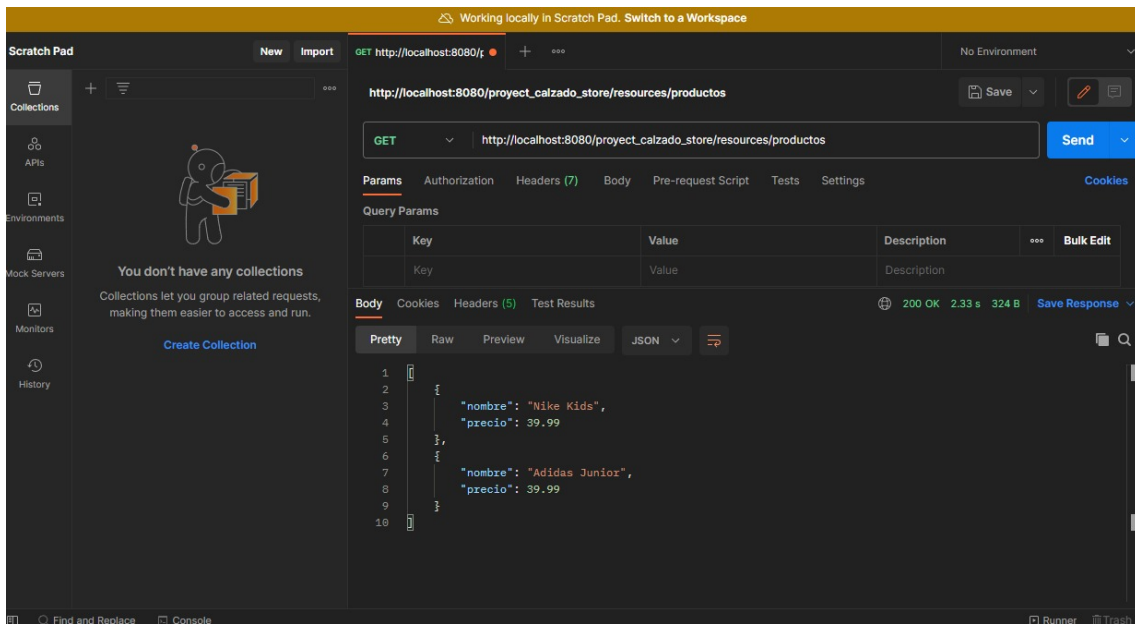 Working locally in Scratch Pad. Switch to a Workspace
Scratch Pad
New Import
GET http://localhost:8080/p
No Environment
Collections
APIs
Environments
Mock Servers
Monitors
History
You don't have any collections
Collections let you group related requests,
making them easier to access and run.
Create Collection
http://localhost:8080/proyect_calzado_store/resources/productos
Save
GET http://localhost:8080/proyect_calzado_store/resources/productos
Send
Params Authorization Headers (7) Body Pre-request Script Tests Settings
Cookies
Query Params
Key Value Description Bulk Edit
Key Value Description
Body Cookies Headers (5) Test Results
200 OK 2.33 s 324 B Save Response
Pretty Raw Preview Visualize JSON
1 [
2 {
3 "nombre": "Nike Kids",
4 "precio": 39.99
5 },
6 {
7 "nombre": "Adidas Junior",
8 "precio": 39.99
9 }
10 ]
Find and Replace Console
Runner Trash